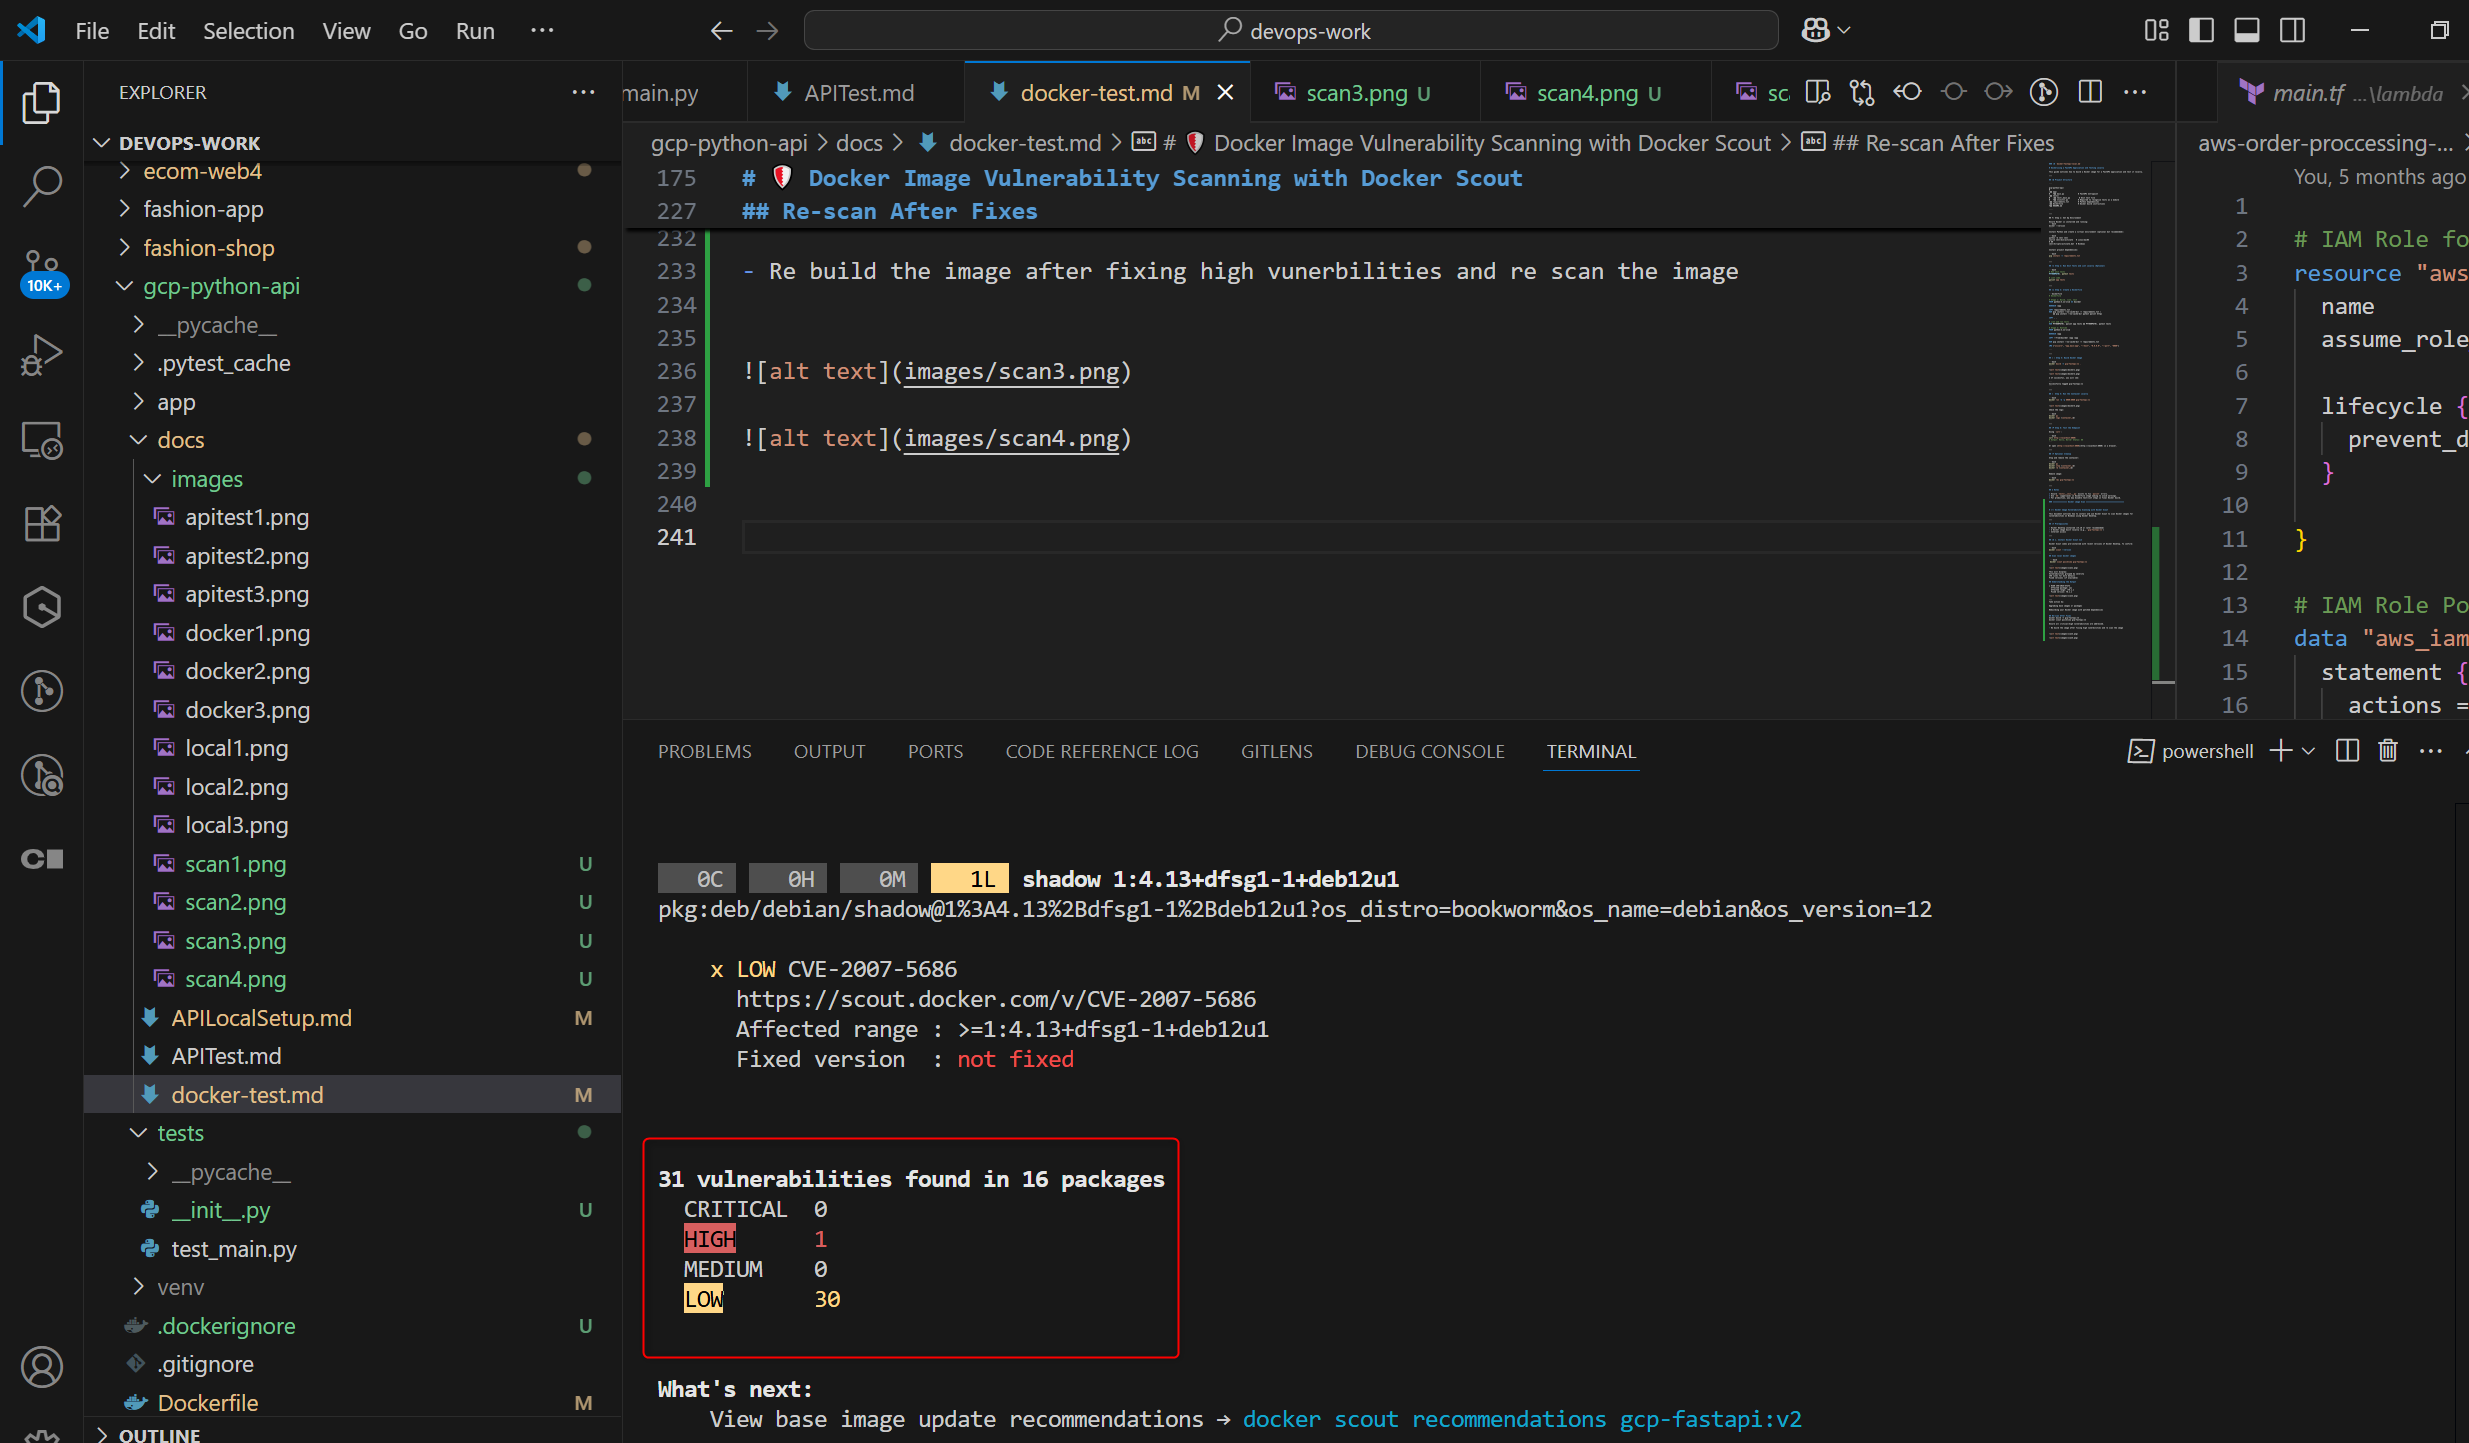 File Edit Selection View Go Run ···
devops-work
EXPLORER ···
DEVOPS-WORK
ecom-web4
fashion-app
fashion-shop
gcp-python-api
__pycache__
.pytest_cache
app
docs
images
apitest1.png
apitest2.png
apitest3.png
docker1.png
docker2.png
docker3.png
local1.png
local2.png
local3.png
scan1.png U
scan2.png U
scan3.png U
scan4.png U
APILocalSetup.md M
APITest.md
docker-test.md M
tests
__pycache__
__init__.py U
test_main.py
venv
.dockerignore U
.gitignore
Dockerfile M
OUTLINE
10K+
main.py APITest.md docker-test.md M scan3.png U scan4.png U sc
gcp-python-api > docs > docker-test.md > abc # Docker Image Vulnerability Scanning with Docker Scout > abc ## Re-scan After Fixes
175 # Docker Image Vulnerability Scanning with Docker Scout
227 ## Re-scan After Fixes
232
233 - Re build the image after fixing high vunerbilities and re scan the image
234
235
236 ![alt text](images/scan3.png)
237
238 ![alt text](images/scan4.png)
239
240
241
main.tf ...\lambda
aws-order-proccessing-... >
You, 5 months ago
1
2 # IAM Role fo
3 resource "aws
4 name
5 assume_role
6
7 lifecycle {
8 prevent_d
9 }
10
11 }
12
13 # IAM Role Po
14 data "aws_iam
15 statement {
16 actions =
PROBLEMS OUTPUT PORTS CODE REFERENCE LOG GITLENS DEBUG CONSOLE TERMINAL
powershell
0C 0H 0M 1L shadow 1:4.13+dfsg1-1+deb12u1
pkg:deb/debian/shadow@1%3A4.13%2Bdfsg1-1%2Bdeb12u1?os_distro=bookworm&os_name=debian&os_version=12
x LOW CVE-2007-5686
https://scout.docker.com/v/CVE-2007-5686
Affected range : >=1:4.13+dfsg1-1+deb12u1
Fixed version : not fixed
31 vulnerabilities found in 16 packages
CRITICAL 0
HIGH 1
MEDIUM 0
LOW 30
What's next:
View base image update recommendations → docker scout recommendations gcp-fastapi:v2